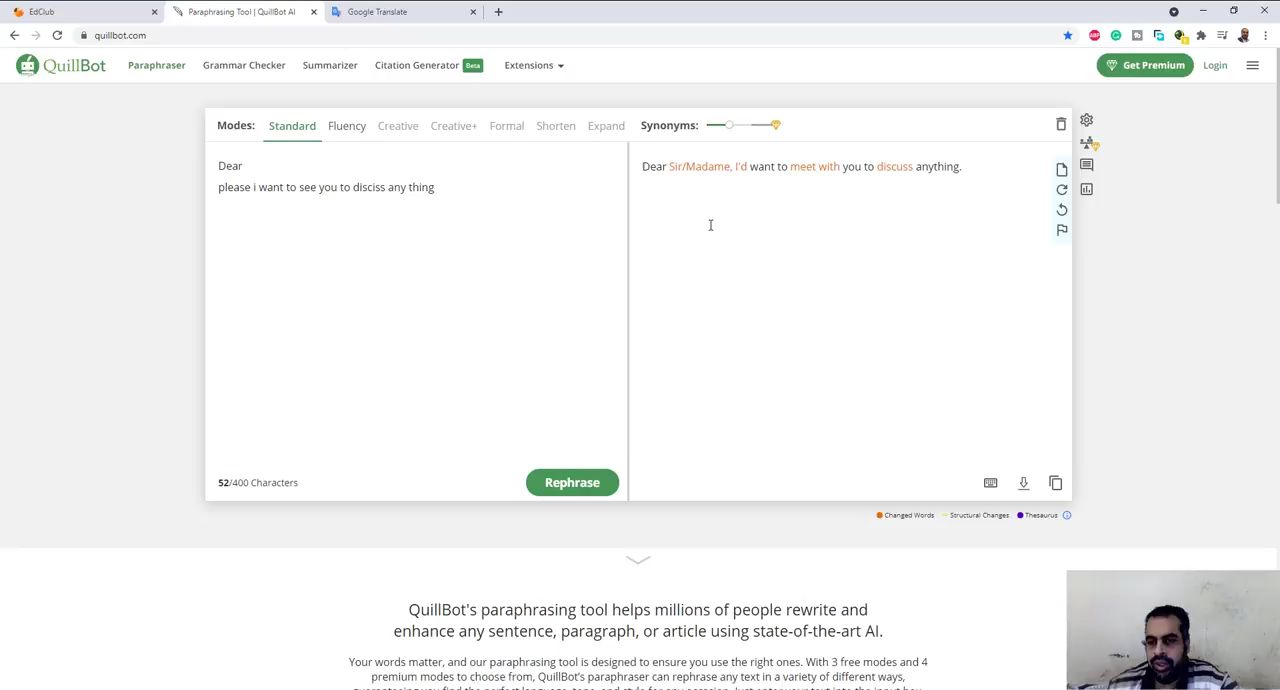 EdClub
Paraphrasing Tool | QuillBot AI
Google Translate
quillbot.com
QuillBot
Paraphraser
Grammar Checker
Summarizer
Citation Generator Beta
Extensions
Get Premium
Login
Modes: Standard Fluency Creative Creative+ Formal Shorten Expand
Synonyms:
Dear
please i want to see you to disciss any thing
Dear Sir/Madame, I'd want to meet with you to discuss anything.
52/400 Characters
Rephrase
Changed Words Structural Changes Thesaurus
QuillBot's paraphrasing tool helps millions of people rewrite and
enhance any sentence, paragraph, or article using state-of-the-art AI.
Your words matter, and our paraphrasing tool is designed to ensure you use the right ones. With 3 free modes and 4
premium modes to choose from, QuillBot's paraphraser can rephrase any text in a variety of different ways,